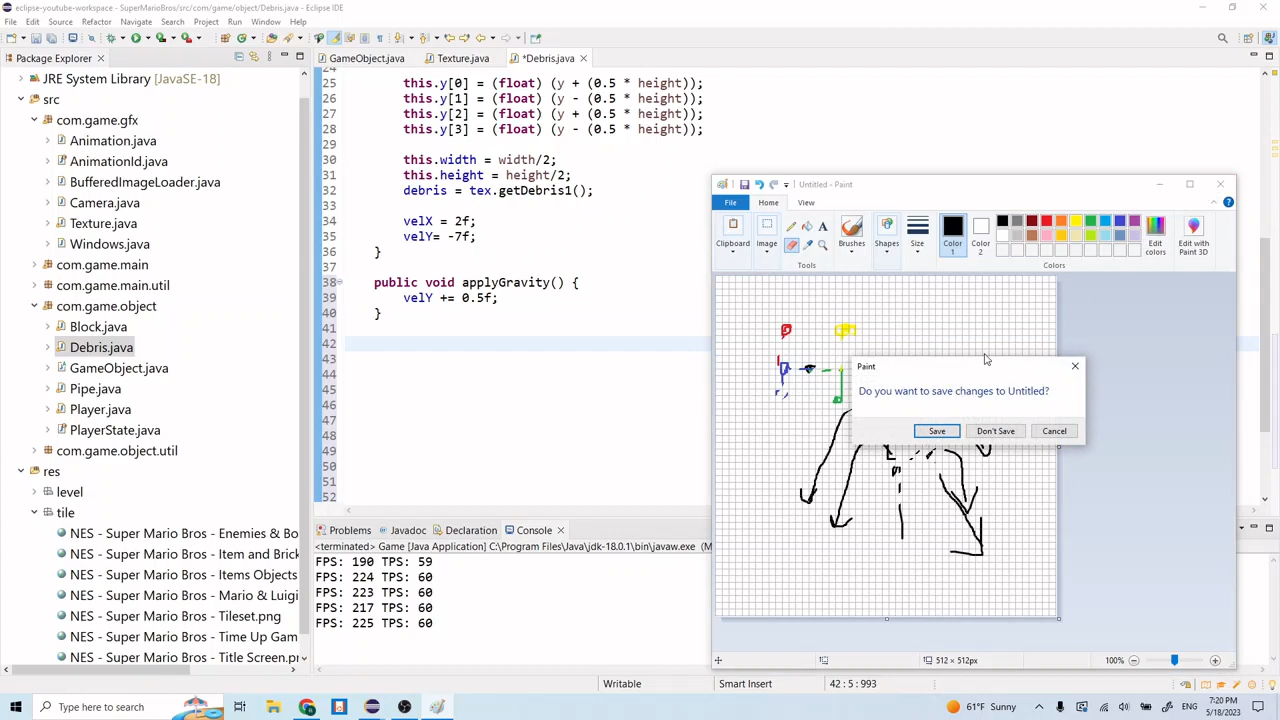 eclipse-youtube-workspace - SuperMarioBros/src/com/game/object/Debris.java - Eclipse IDE
File Edit Source Refactor Navigate Search Project Run Window Help
Package Explorer
JRE System Library [JavaSE-18]
src
com.game.gfx
Animation.java
AnimationId.java
BufferedImageLoader.java
Camera.java
Texture.java
Windows.java
com.game.main
com.game.main.util
com.game.object
Block.java
Debris.java
GameObject.java
Pipe.java
Player.java
PlayerState.java
com.game.object.util
res
level
tile
NES - Super Mario Bros - Enemies & Bo
NES - Super Mario Bros - Item and Brick
NES - Super Mario Bros - Items Objects
NES - Super Mario Bros - Mario & Luigi
NES - Super Mario Bros - Tileset.png
NES - Super Mario Bros - Time Up Gam
NES - Super Mario Bros - Title Screen.pr
GameObject.java Texture.java *Debris.java
24
25 this.y[0] = (float) (y + (0.5 * height));
26 this.y[1] = (float) (y - (0.5 * height));
27 this.y[2] = (float) (y + (0.5 * height));
28 this.y[3] = (float) (y - (0.5 * height));
29
30 this.width = width/2;
31 this.height = height/2;
32 debris = tex.getDebris1();
33
34 velX = 2f;
35 velY= -7f;
36 }
37
38 public void applyGravity() {
39 velY += 0.5f;
40 }
41
42
43
44
45
46
47
48
49
50
51
52
Problems Javadoc Declaration Console
<terminated> Game [Java Application] C:\Program Files\Java\jdk-18.0.1\bin\javaw.exe (M
FPS: 190 TPS: 59
FPS: 224 TPS: 60
FPS: 223 TPS: 60
FPS: 217 TPS: 60
FPS: 225 TPS: 60
Untitled - Paint
File Home View
Clipboard Image Tools Brushes Shapes Size Color 1 Color 2 Colors Edit colors Edit with Paint 3D
A
Paint
Do you want to save changes to Untitled?
Save Don't Save Cancel
512 × 512px 100%
Writable Smart Insert 42 : 5 : 993
Type here to search
61°F Sunny
7:20 PM
5/18/2023